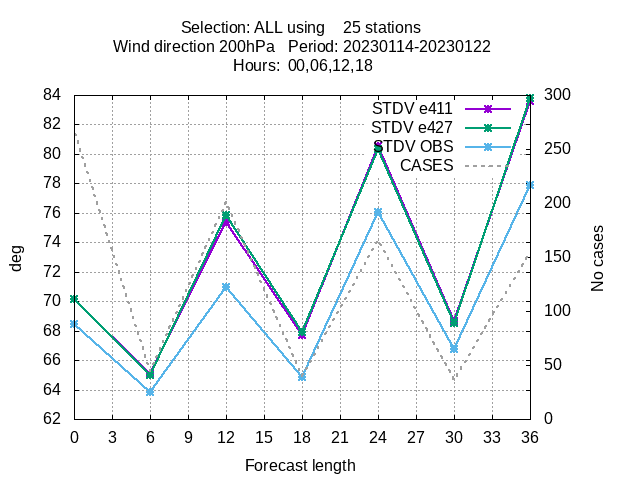 Selection: ALL using    25 stations
Wind direction 200hPa   Period: 20230114-20230122
Hours:  00,06,12,18
84
82
80
78
76
74
72
70
68
66
64
62
deg
300
250
200
150
100
50
0
No cases
STDV e411
STDV e427
STDV OBS
CASES
0 3 6 9 12 15 18 21 24 27 30 33 36
Forecast length